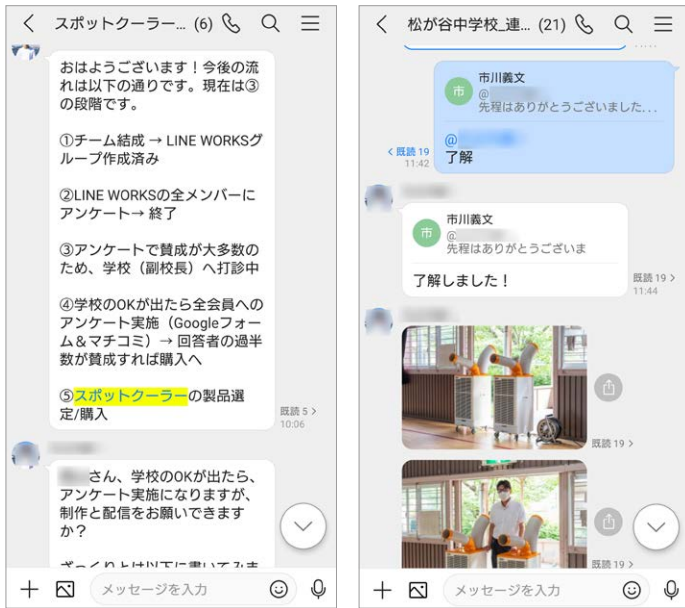 スポットクーラー... (6)
おはようございます！今後の流
れは以下の通りです。現在は③
の段階です。
①チーム結成 → LINE WORKSグ
ループ作成済み
②LINE WORKSの全メンバーに
アンケート→ 終了
③アンケートで賛成が大多数の
ため、学校（副校長）へ打診中
④学校のOKが出たら全会員への
アンケート実施（Googleフォー
ム＆マチコミ）→ 回答者の過半
数が賛成すれば購入へ
⑤スポットクーラーの製品選
定/購入
既読 5 >
10:06
さん、学校のOKが出たら、
アンケート実施になりますが、
制作と配信をお願いできます
か？
ざっくりとは以下に書いてみま
メッセージを入力
松が谷中学校_連... (21)
市
市川義文
@
先程はありがとうございました...
@
了解
< 既読 19
11:42
市
市川義文
@
先程はありがとうございま
了解しました！
既読 19 >
11:44
既読 19 >
既読 19 >
メッセージを入力